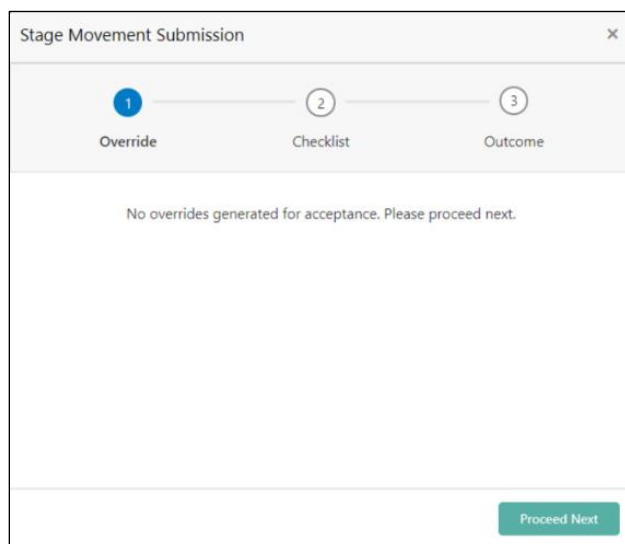 Stage Movement Submission ×
1 2 3
Override Checklist Outcome
No overrides generated for acceptance. Please proceed next.
Proceed Next